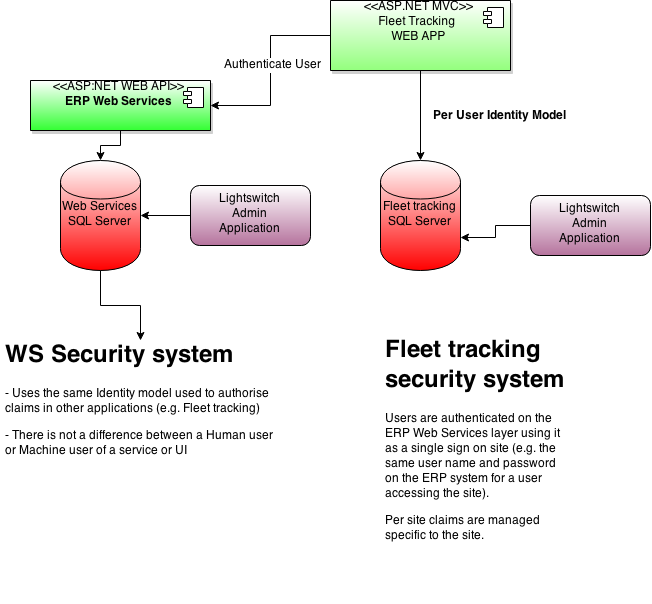 <<ASP.NET MVC>>
Fleet Tracking
WEB APP
Authenticate User
<<ASP:NET WEB API>>
ERP Web Services
Per User Identity Model
Web Services
SQL Server
Lightswitch
Admin
Application
Fleet tracking
SQL Server
Lightswitch
Admin
Application
WS Security system
- Uses the same Identity model used to authorise
claims in other applications (e.g. Fleet tracking)
- There is not a difference between a Human user
or Machine user of a service or UI
Fleet tracking
security system
Users are authenticated on the
ERP Web Services layer using it
as a single sign on site (e.g. the
same user name and password
on the ERP system for a user
accessing the site).
Per site claims are managed
specific to the site.